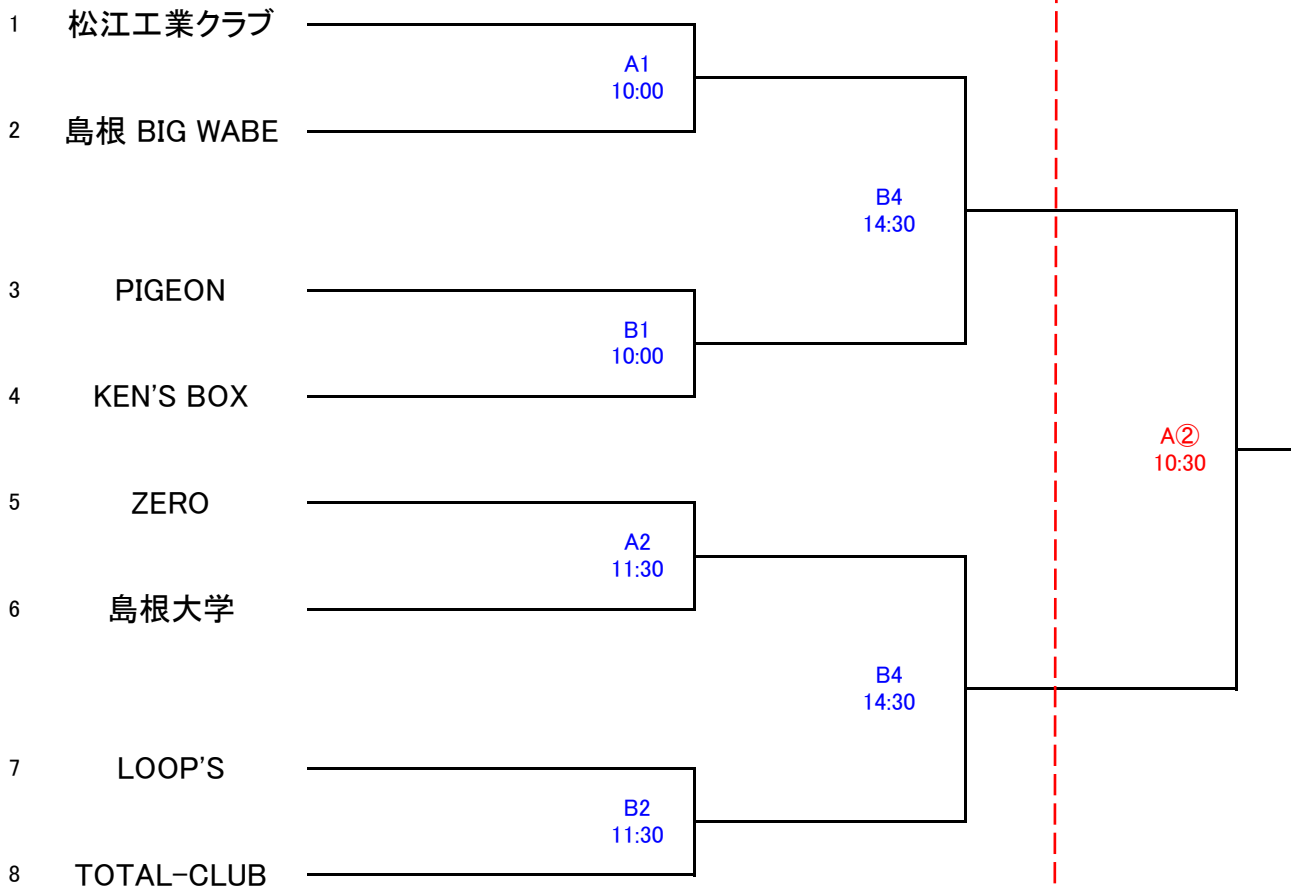 1 松江工業クラブ
A1
10:00
2 島根 BIG WABE
B4
14:30
3 PIGEON
B1
10:00
4 KEN'S BOX
A②
10:30
5 ZERO
A2
11:30
6 島根大学
B4
14:30
7 LOOP'S
B2
11:30
8 TOTAL-CLUB